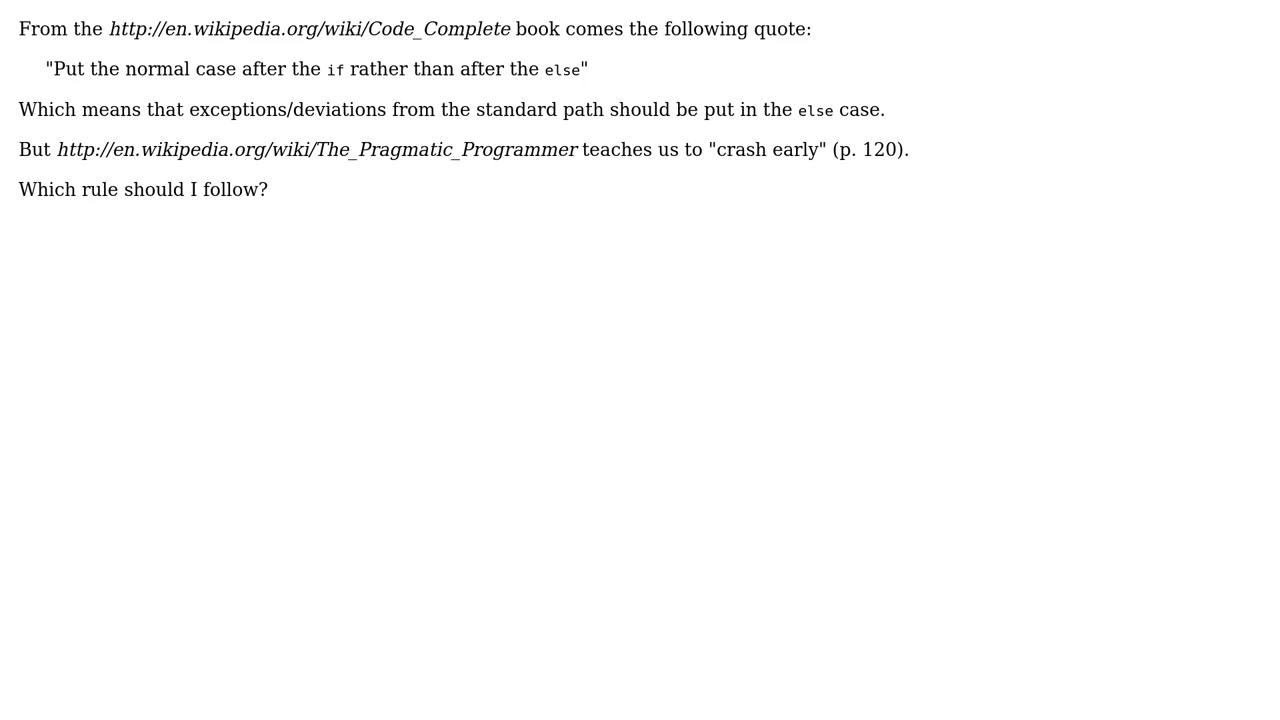 From the http://en.wikipedia.org/wiki/Code_Complete book comes the following quote:
"Put the normal case after the if rather than after the else"
Which means that exceptions/deviations from the standard path should be put in the else case.
But http://en.wikipedia.org/wiki/The_Pragmatic_Programmer teaches us to "crash early" (p. 120).
Which rule should I follow?